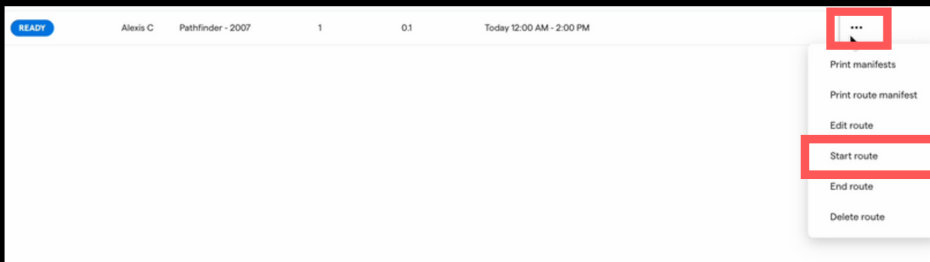 READY Alexis C Pathfinder - 2007 1 0.1 Today 12:00 AM - 2:00 PM
Print manifests
Print route manifest
Edit route
Start route
End route
Delete route